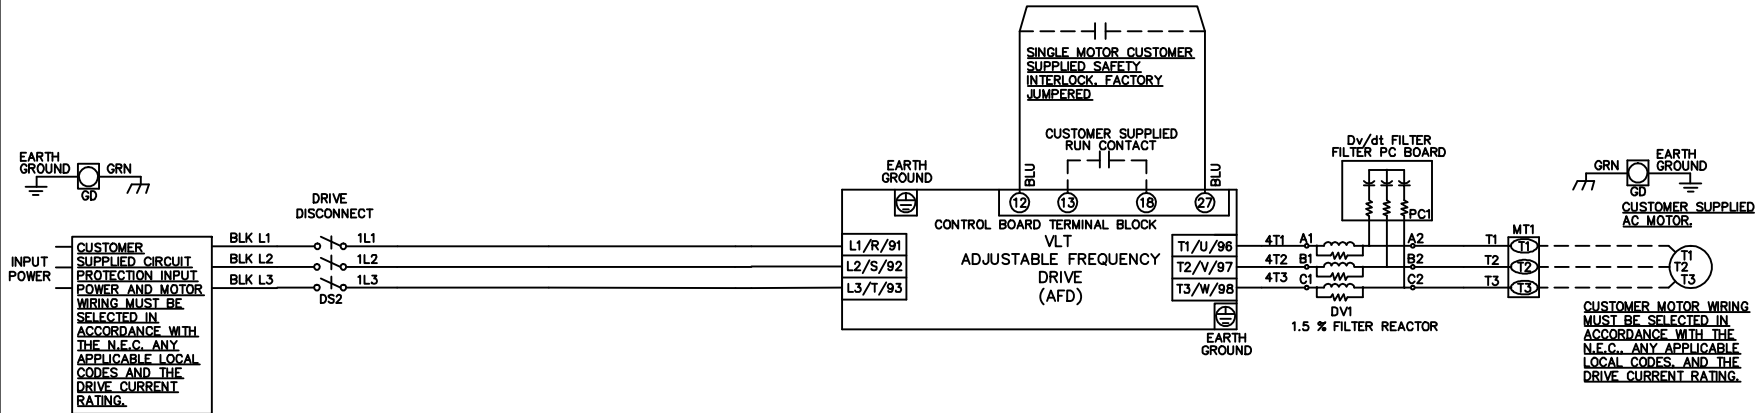 SINGLE MOTOR CUSTOMER
SUPPLIED SAFETY
INTERLOCK, FACTORY
JUMPERED
CUSTOMER SUPPLIED
RUN CONTACT
BLU
BLU
EARTH
GROUND
GRN
GD
DRIVE
DISCONNECT
INPUT
POWER
CUSTOMER
SUPPLIED CIRCUIT
PROTECTION INPUT
POWER AND MOTOR
WIRING MUST BE
SELECTED IN
ACCORDANCE WITH
THE N.E.C. ANY
APPLICABLE LOCAL
CODES AND THE
DRIVE CURRENT
RATING.
BLK L1
BLK L2
BLK L3
1L1
1L2
1L3
DS2
EARTH
GROUND
12
13
18
27
CONTROL BOARD TERMINAL BLOCK
VLT
ADJUSTABLE FREQUENCY
DRIVE
(AFD)
L1/R/91
L2/S/92
L3/T/93
T1/U/96
T2/V/97
T3/W/98
EARTH
GROUND
4T1
4T2
4T3
A1
B1
C1
Dv/dt FILTER
FILTER PC BOARD
PC1
A2
B2
C2
DV1
1.5 % FILTER REACTOR
T1
T2
T3
MT1
T1
T2
T3
GRN
GD
EARTH
GROUND
CUSTOMER SUPPLIED
AC MOTOR.
T1
T2
T3
CUSTOMER MOTOR WIRING
MUST BE SELECTED IN
ACCORDANCE WITH THE
N.E.C., ANY APPLICABLE
LOCAL CODES, AND THE
DRIVE CURRENT RATING.